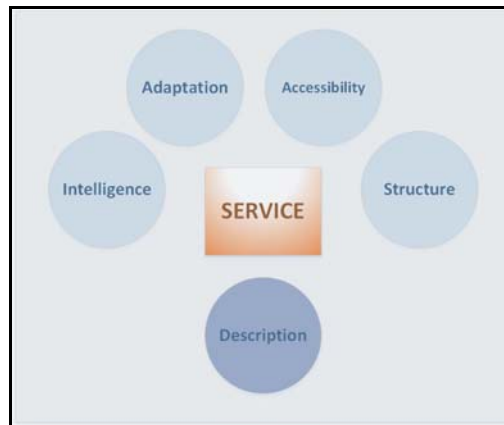 Adaptation
Accessibility
Intelligence
Structure
SERVICE
Description